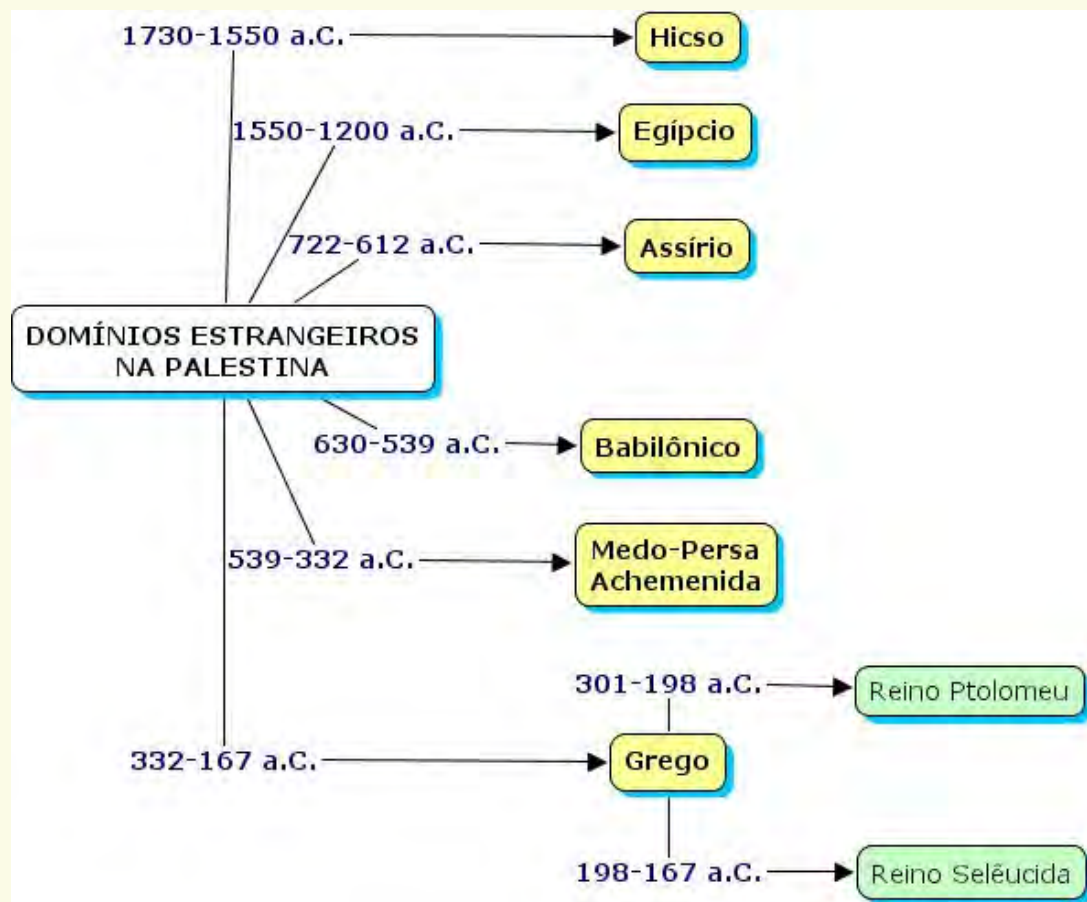 1730-1550 a.C.
Hicso
1550-1200 a.C.
Egípcio
722-612 a.C.
Assírio
DOMÍNIOS ESTRANGEIROS
NA PALESTINA
630-539 a.C.
Babilônico
539-332 a.C.
Medo-Persa
Achemenida
301-198 a.C.
Reino Ptolomeu
332-167 a.C.
Grego
198-167 a.C.
Reino Selêucida